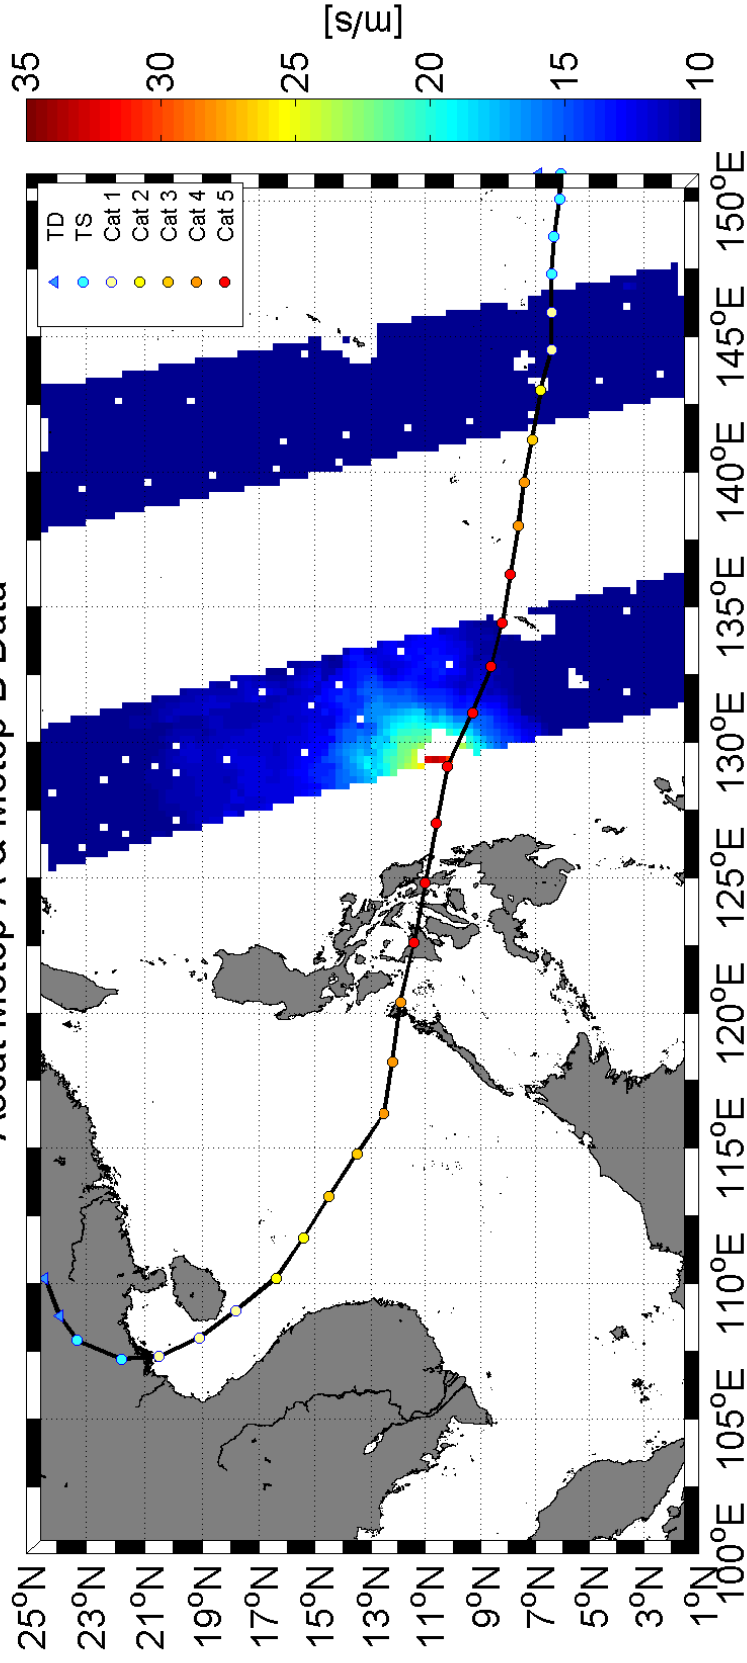 Ascat Metop-A & Metop-B Data
25°N
23°N
21°N
19°N
17°N
15°N
13°N
11°N
9°N
7°N
5°N
3°N
1°N
100°E 105°E 110°E 115°E 120°E 125°E 130°E 135°E 140°E 145°E 150°E
TD
TS
Cat 1
Cat 2
Cat 3
Cat 4
Cat 5
35
30
25
20
15
10
[m/s]